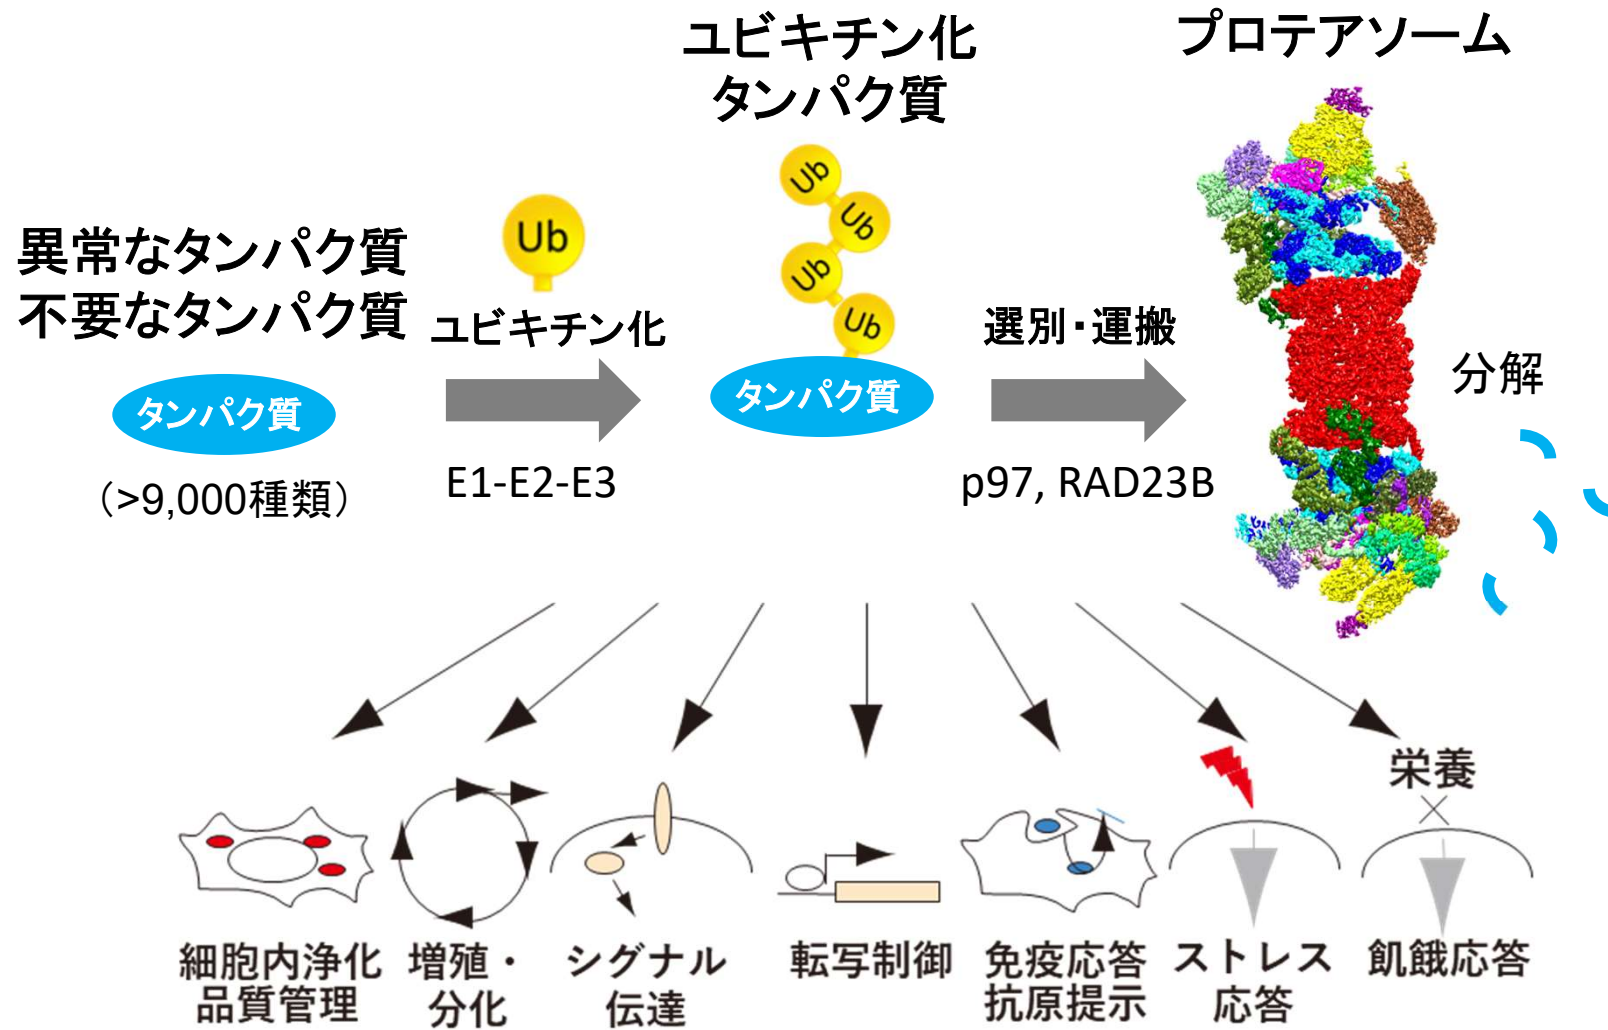 ユビキチン化
タンパク質
プロテアソーム
異常なタンパク質
不要なタンパク質
タンパク質
(>9,000種類)
Ub
ユビキチン化
E1-E2-E3
Ub
Ub
Ub
Ub
タンパク質
選別・運搬
p97, RAD23B
分解
細胞内浄化
品質管理
増殖・
分化
シグナル
伝達
転写制御
免疫応答
抗原提示
ストレス
応答
栄養
飢餓応答